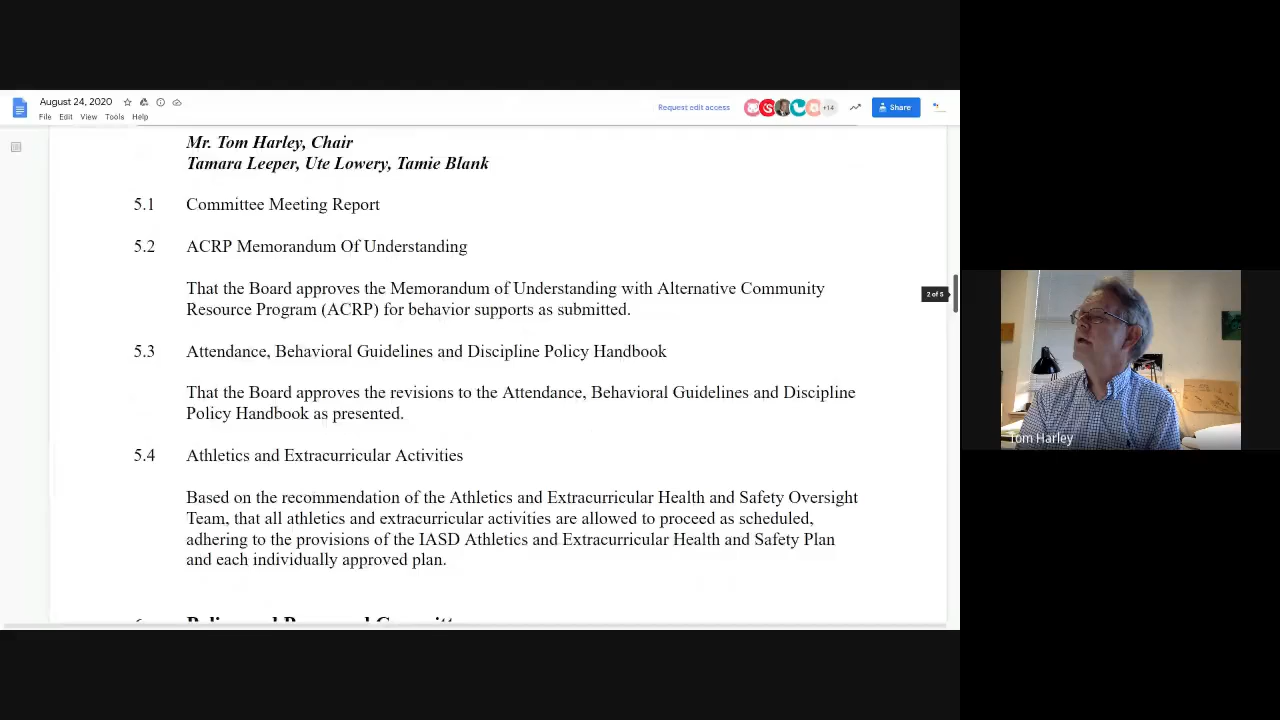 August 24, 2020
File Edit View Tools Help
Request edit access
+14
Share
Mr. Tom Harley, Chair
Tamara Leeper, Ute Lowery, Tamie Blank
5.1 Committee Meeting Report
5.2 ACRP Memorandum Of Understanding
That the Board approves the Memorandum of Understanding with Alternative Community
Resource Program (ACRP) for behavior supports as submitted.
2 of 5
5.3 Attendance, Behavioral Guidelines and Discipline Policy Handbook
That the Board approves the revisions to the Attendance, Behavioral Guidelines and Discipline
Policy Handbook as presented.
5.4 Athletics and Extracurricular Activities
Based on the recommendation of the Athletics and Extracurricular Health and Safety Oversight
Team, that all athletics and extracurricular activities are allowed to proceed as scheduled,
adhering to the provisions of the IASD Athletics and Extracurricular Health and Safety Plan
and each individually approved plan.
Tom Harley